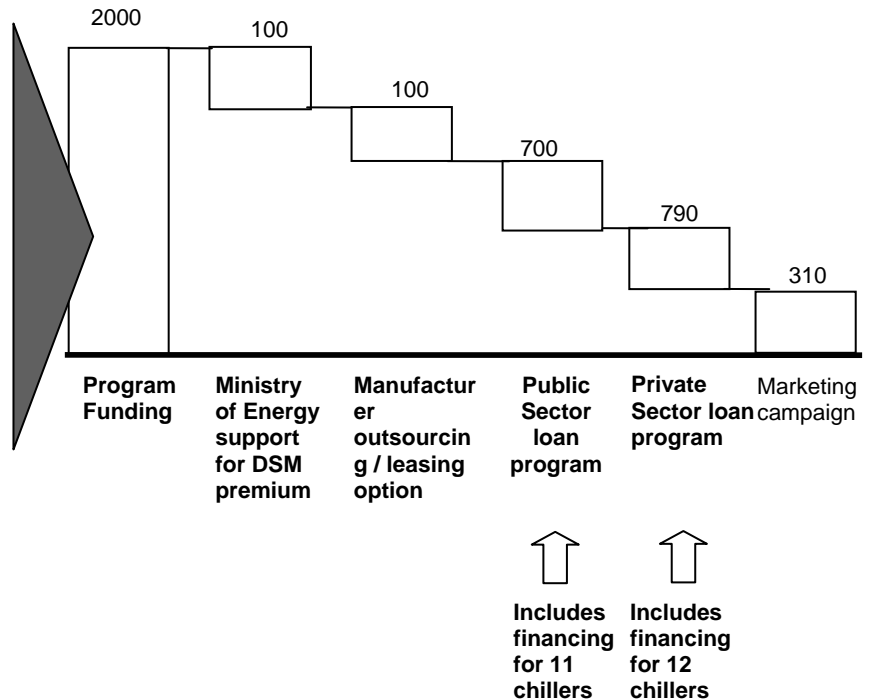 2000
100
100
700
790
310
Program
Funding
Ministry
of Energy
support
for DSM
premium
Manufactur
er
outsourcin
g / leasing
option
Public
Sector
loan
program
Private
Sector loan
program
Marketing
campaign
Includes
financing
for 11
chillers
Includes
financing
for 12
chillers